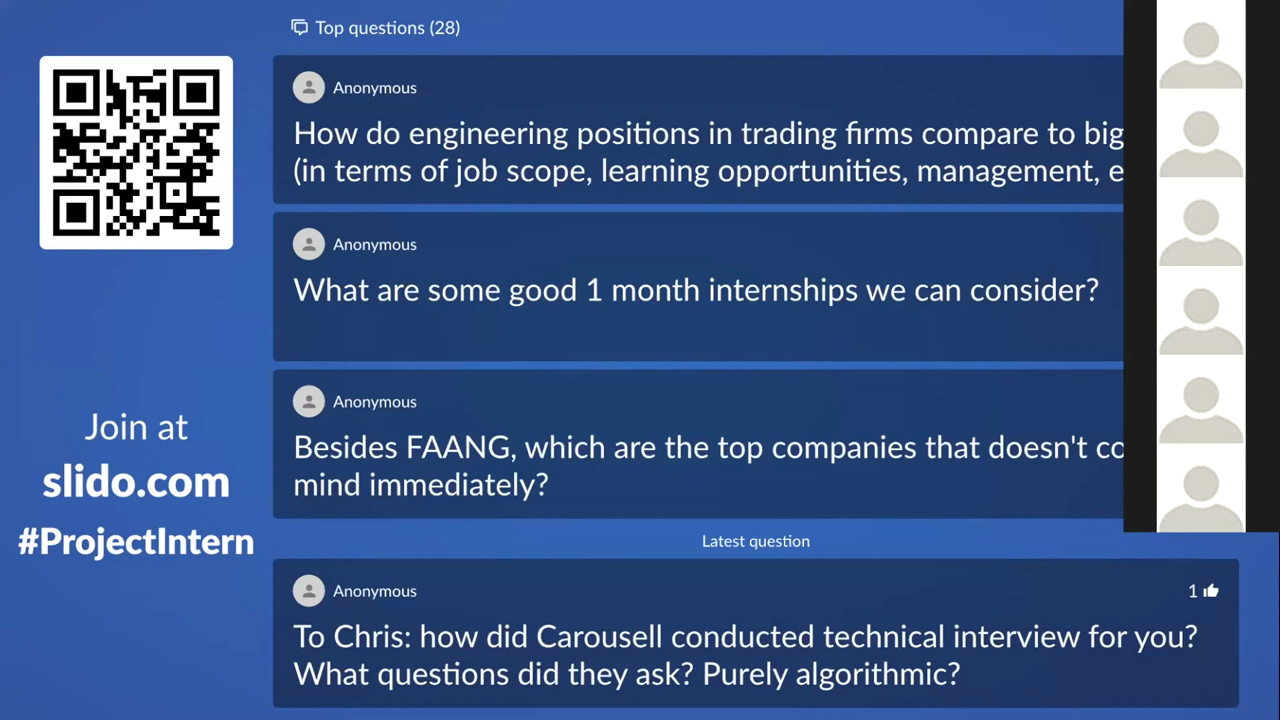 Top questions (28)
Anonymous
How do engineering positions in trading firms compare to big
(in terms of job scope, learning opportunities, management, e
Anonymous
What are some good 1 month internships we can consider?
Anonymous
Besides FAANG, which are the top companies that doesn't co
mind immediately?
Join at
slido.com
#ProjectIntern
Latest question
Anonymous
1
To Chris: how did Carousell conducted technical interview for you?
What questions did they ask? Purely algorithmic?